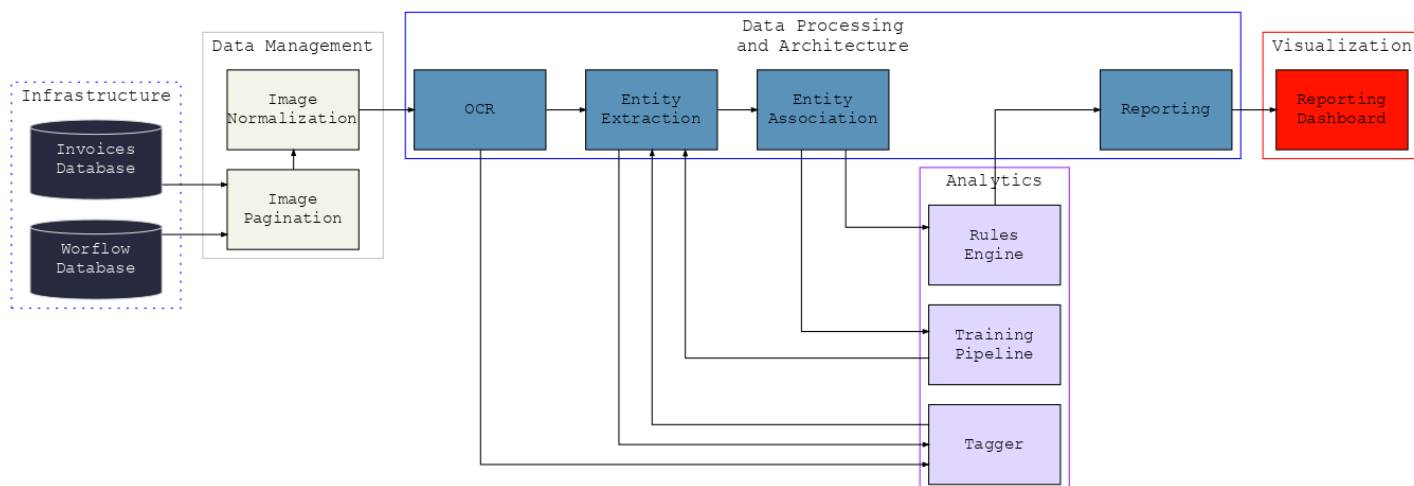 Data Processing
and Architecture
Data Management
Visualization
Infrastructure
Image
Normalization
OCR
Entity
Extraction
Entity
Association
Reporting
Reporting
Dashboard
Invoices
Database
Image
Pagination
Analytics
Worflow
Database
Rules
Engine
Training
Pipeline
Tagger